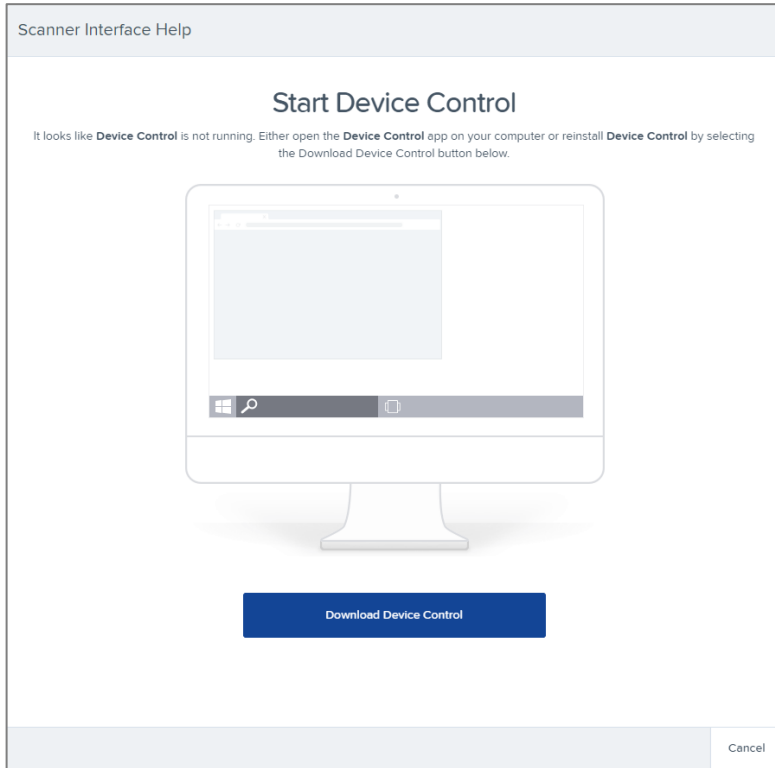 Scanner Interface Help
Start Device Control
It looks like Device Control is not running. Either open the Device Control app on your computer or reinstall Device Control by selecting
the Download Device Control button below.
Download Device Control
Cancel